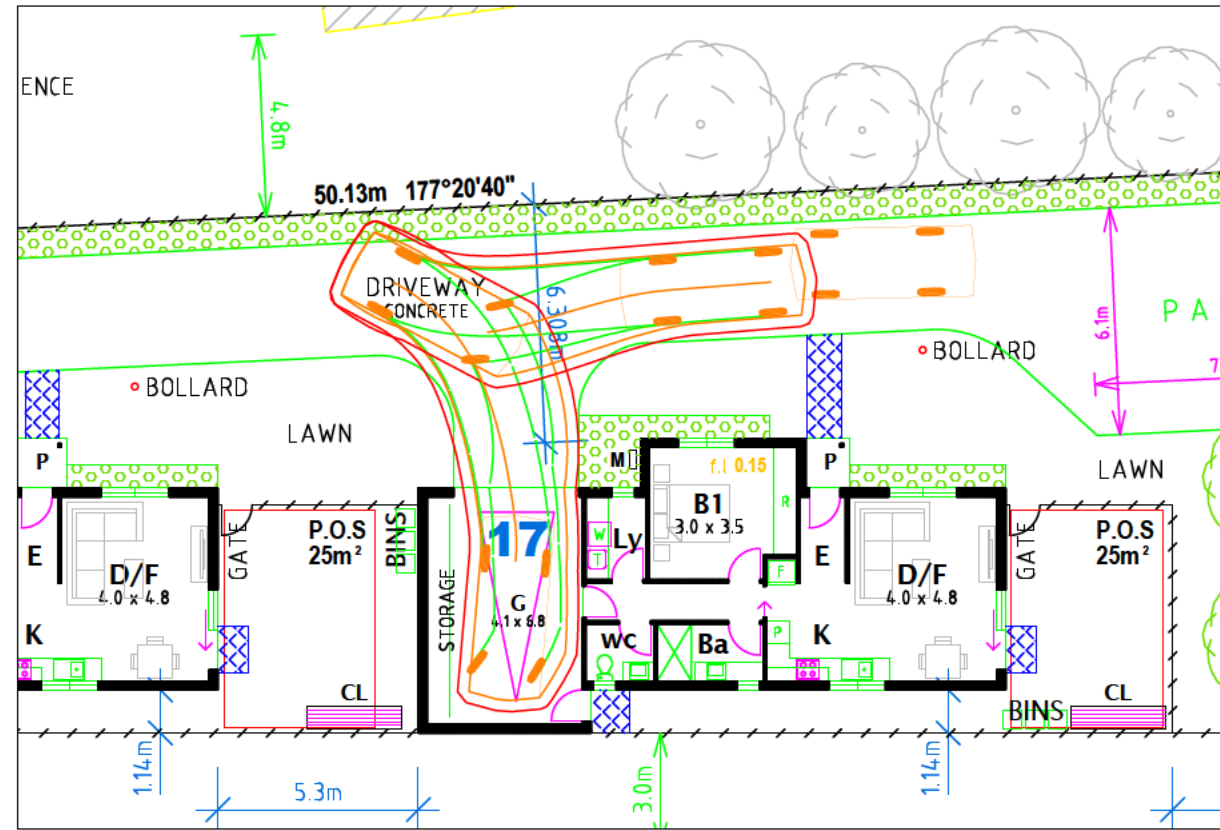 ENCE
4.8m
50.13m 177°20'40"
DRIVEWAY
CONCRETE
6.308m
6.1m
P A
7
BOLLARD
BOLLARD
LAWN
LAWN
P
M
f.l 0.15
P
B1
3.0 x 3.5
R
E
D/F
4.0 x 4.8
K
GATE
P.O.S
25m²
BINS
STORAGE
17
G
4.1 x 6.8
W
T
Ly
F
E
D/F
4.0 x 4.8
K
P
WC
Ba
GATE
P.O.S
25m²
CL
BINS
CL
1.14m
5.3m
3.0m
1.14m